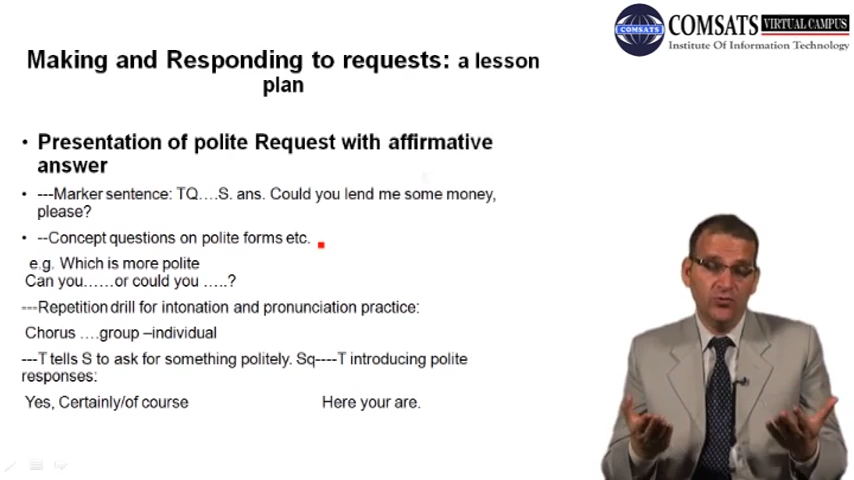 COMSATS VIRTUAL CAMPUS
Institute Of Information Technology
Making and Responding to requests: a lesson
plan
• Presentation of polite Request with affirmative
answer
• ---Marker sentence: TQ….S. ans. Could you lend me some money,
please?
• --Concept questions on polite forms etc.
e.g. Which is more polite
Can you……or could you …..?
---Repetition drill for intonation and pronunciation practice:
Chorus ….group –individual
---T tells S to ask for something politely. Sq----T introducing polite
responses:
Yes, Certainly/of course Here your are.